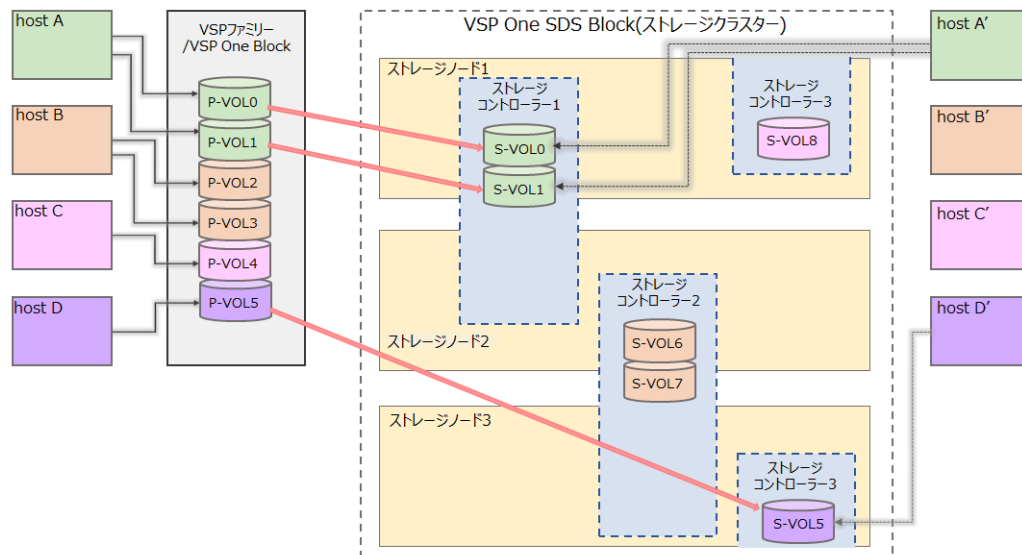 host A
host B
host C
host D
VSPファミリー
/VSP One Block
P-VOL0
P-VOL1
P-VOL2
P-VOL3
P-VOL4
P-VOL5
VSP One SDS Block(ストレージクラスター)
ストレージノード1
ストレージ
コントローラー1
S-VOL0
S-VOL1
ストレージ
コントローラー3
S-VOL8
ストレージノード2
ストレージ
コントローラー2
S-VOL6
S-VOL7
ストレージノード3
ストレージ
コントローラー3
S-VOL5
host A’
host B’
host C’
host D’